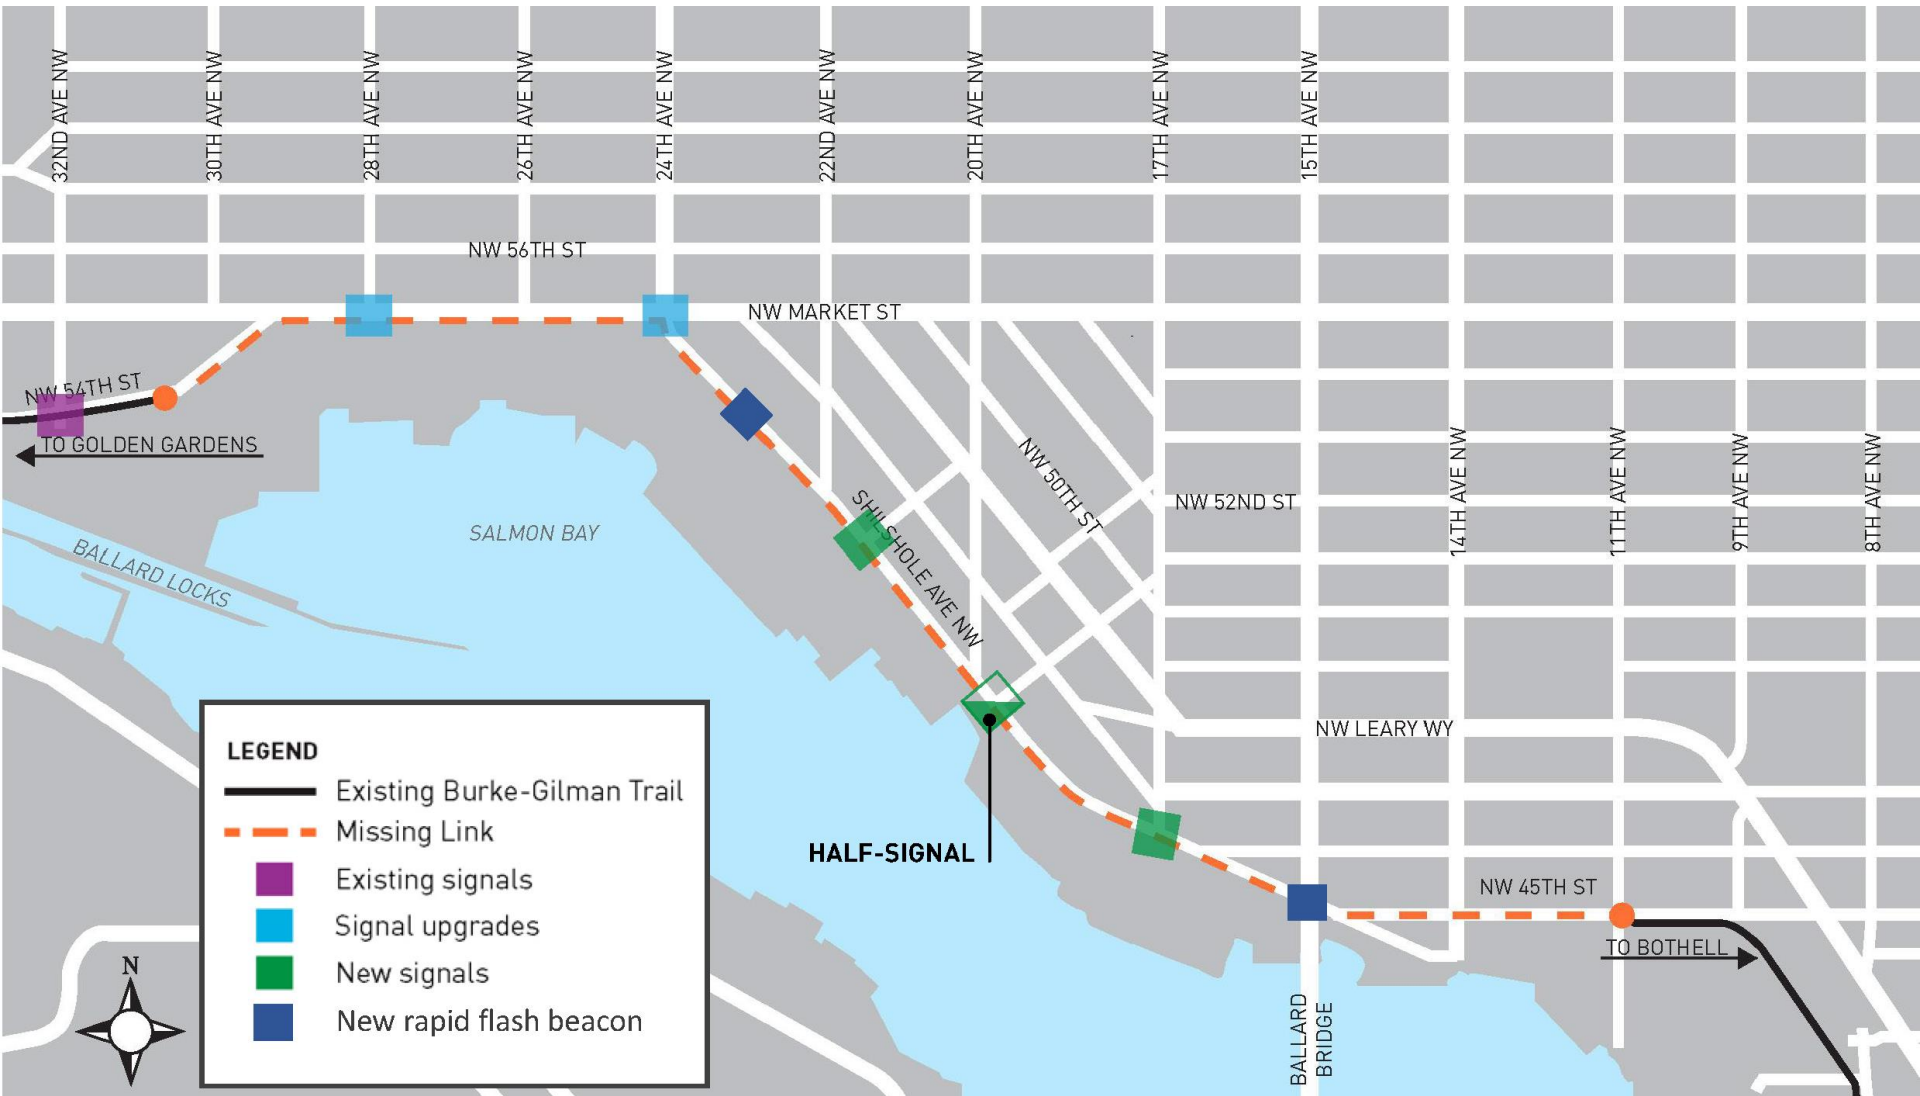 32ND AVE NW
30TH AVE NW
28TH AVE NW
26TH AVE NW
24TH AVE NW
22ND AVE NW
20TH AVE NW
17TH AVE NW
15TH AVE NW
NW 56TH ST
NW MARKET ST
NW 54TH ST
TO GOLDEN GARDENS
SALMON BAY
BALLARD LOCKS
SHILSHOLE AVE NW
NW 50TH ST
NW 52ND ST
14TH AVE NW
11TH AVE NW
9TH AVE NW
8TH AVE NW
NW LEARY WY
HALF-SIGNAL
NW 45TH ST
TO BOTHELL
BALLARD
BRIDGE
LEGEND
Existing Burke-Gilman Trail
Missing Link
Existing signals
Signal upgrades
New signals
New rapid flash beacon
N